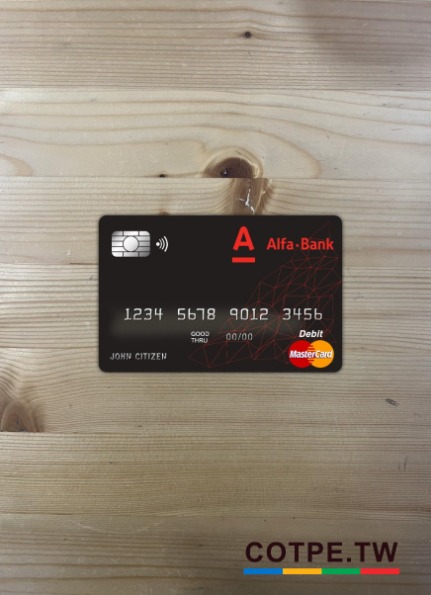 A
Alfa-Bank
1234 5678 9012 3456
GOOD
THRU
00/00
Debit
JOHN CITIZEN
MasterCard
COTPE.TW